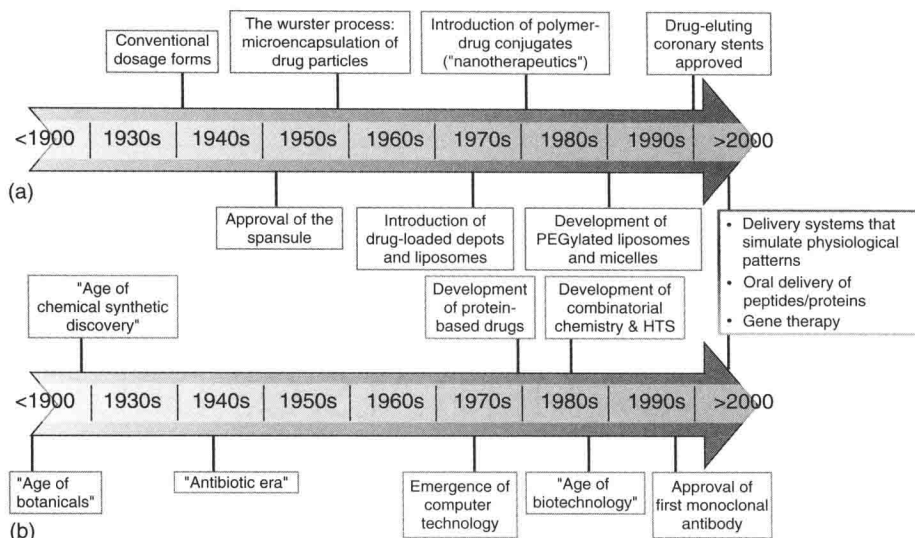 Conventional
dosage forms
The wurster process:
microencapsulation of
drug particles
Introduction of polymer-
drug conjugates
("nanotherapeutics")
Drug-eluting
coronary stents
approved
<1900 1930s 1940s 1950s 1960s 1970s 1980s 1990s >2000
(a)
Approval of the
spansule
Introduction of
drug-loaded depots
and liposomes
Development of
PEGylated liposomes
and micelles
• Delivery systems that
simulate physiological
patterns
• Oral delivery of
peptides/proteins
• Gene therapy
"Age of
chemical synthetic
discovery"
Development
of protein-
based drugs
Development of
combinatorial
chemistry & HTS
<1900 1930s 1940s 1950s 1960s 1970s 1980s 1990s >2000
"Age of
botanicals"
"Antibiotic era"
Emergence of
computer
technology
"Age of
biotechnology"
Approval of
first monoclonal
antibody
(b)